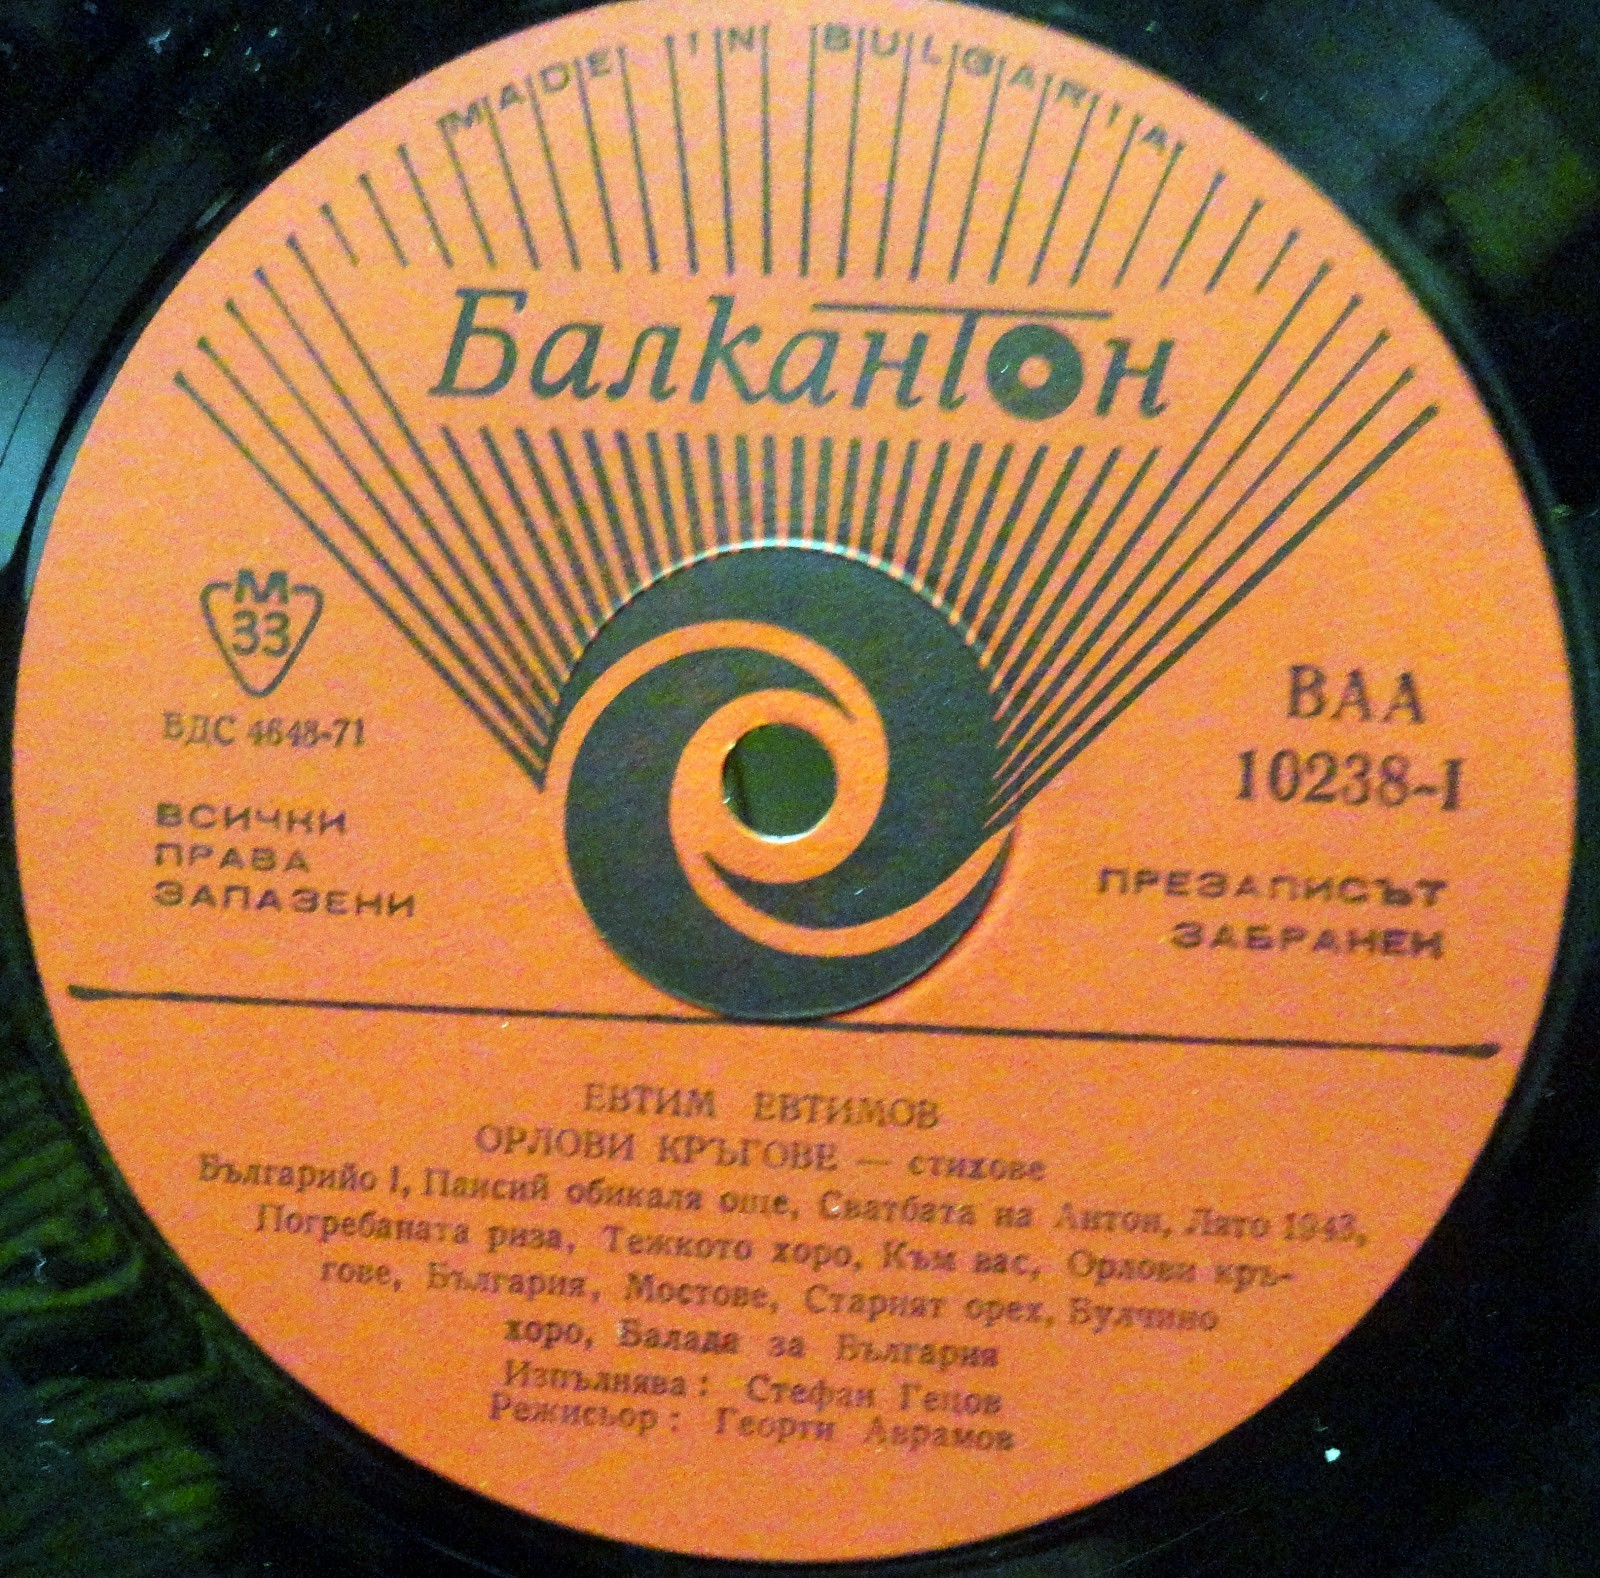 MADE IN BULGARIA
Балкантон
М
33
БДС 4648-71
ВСИЧКИ
ПРАВА
ЗАПАЗЕНИ
ВАА
10238-I
ПРЕЗАПИСЪТ
ЗАБРАНЕН
ЕВТИМ ЕВТИМОВ
ОРЛОВИ КРЪГОВЕ — стихове
Българийо I, Паисий обикаля още, Сватбата на Антон, Лято 1943,
Погребаната риза, Тежкото хоро, Към вас, Орлови кръ-
гове, България, Мостове, Старият орех, Вулчино
хоро, Балада за България
Изпълнява: Стефан Гецов
Режисьор: Георги Аврамов